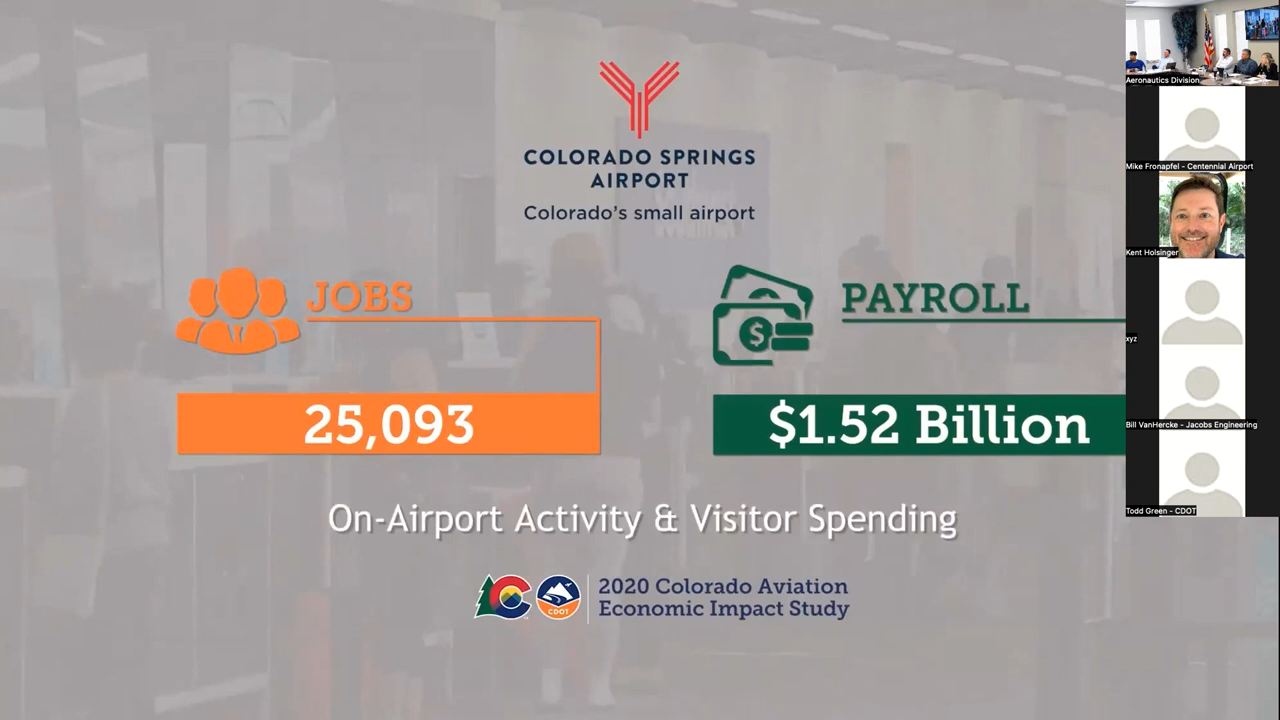 COLORADO SPRINGS
AIRPORT
Colorado's small airport
JOBS
25,093
PAYROLL
$1.52 Billion
On-Airport Activity & Visitor Spending
CDOT
2020 Colorado Aviation
Economic Impact Study
Aeronautics Division
Mike Fronapfel - Centennial Airport
Kent Holsinger
xyz
Bill VanHercke - Jacobs Engineering
Todd Green - CDOT